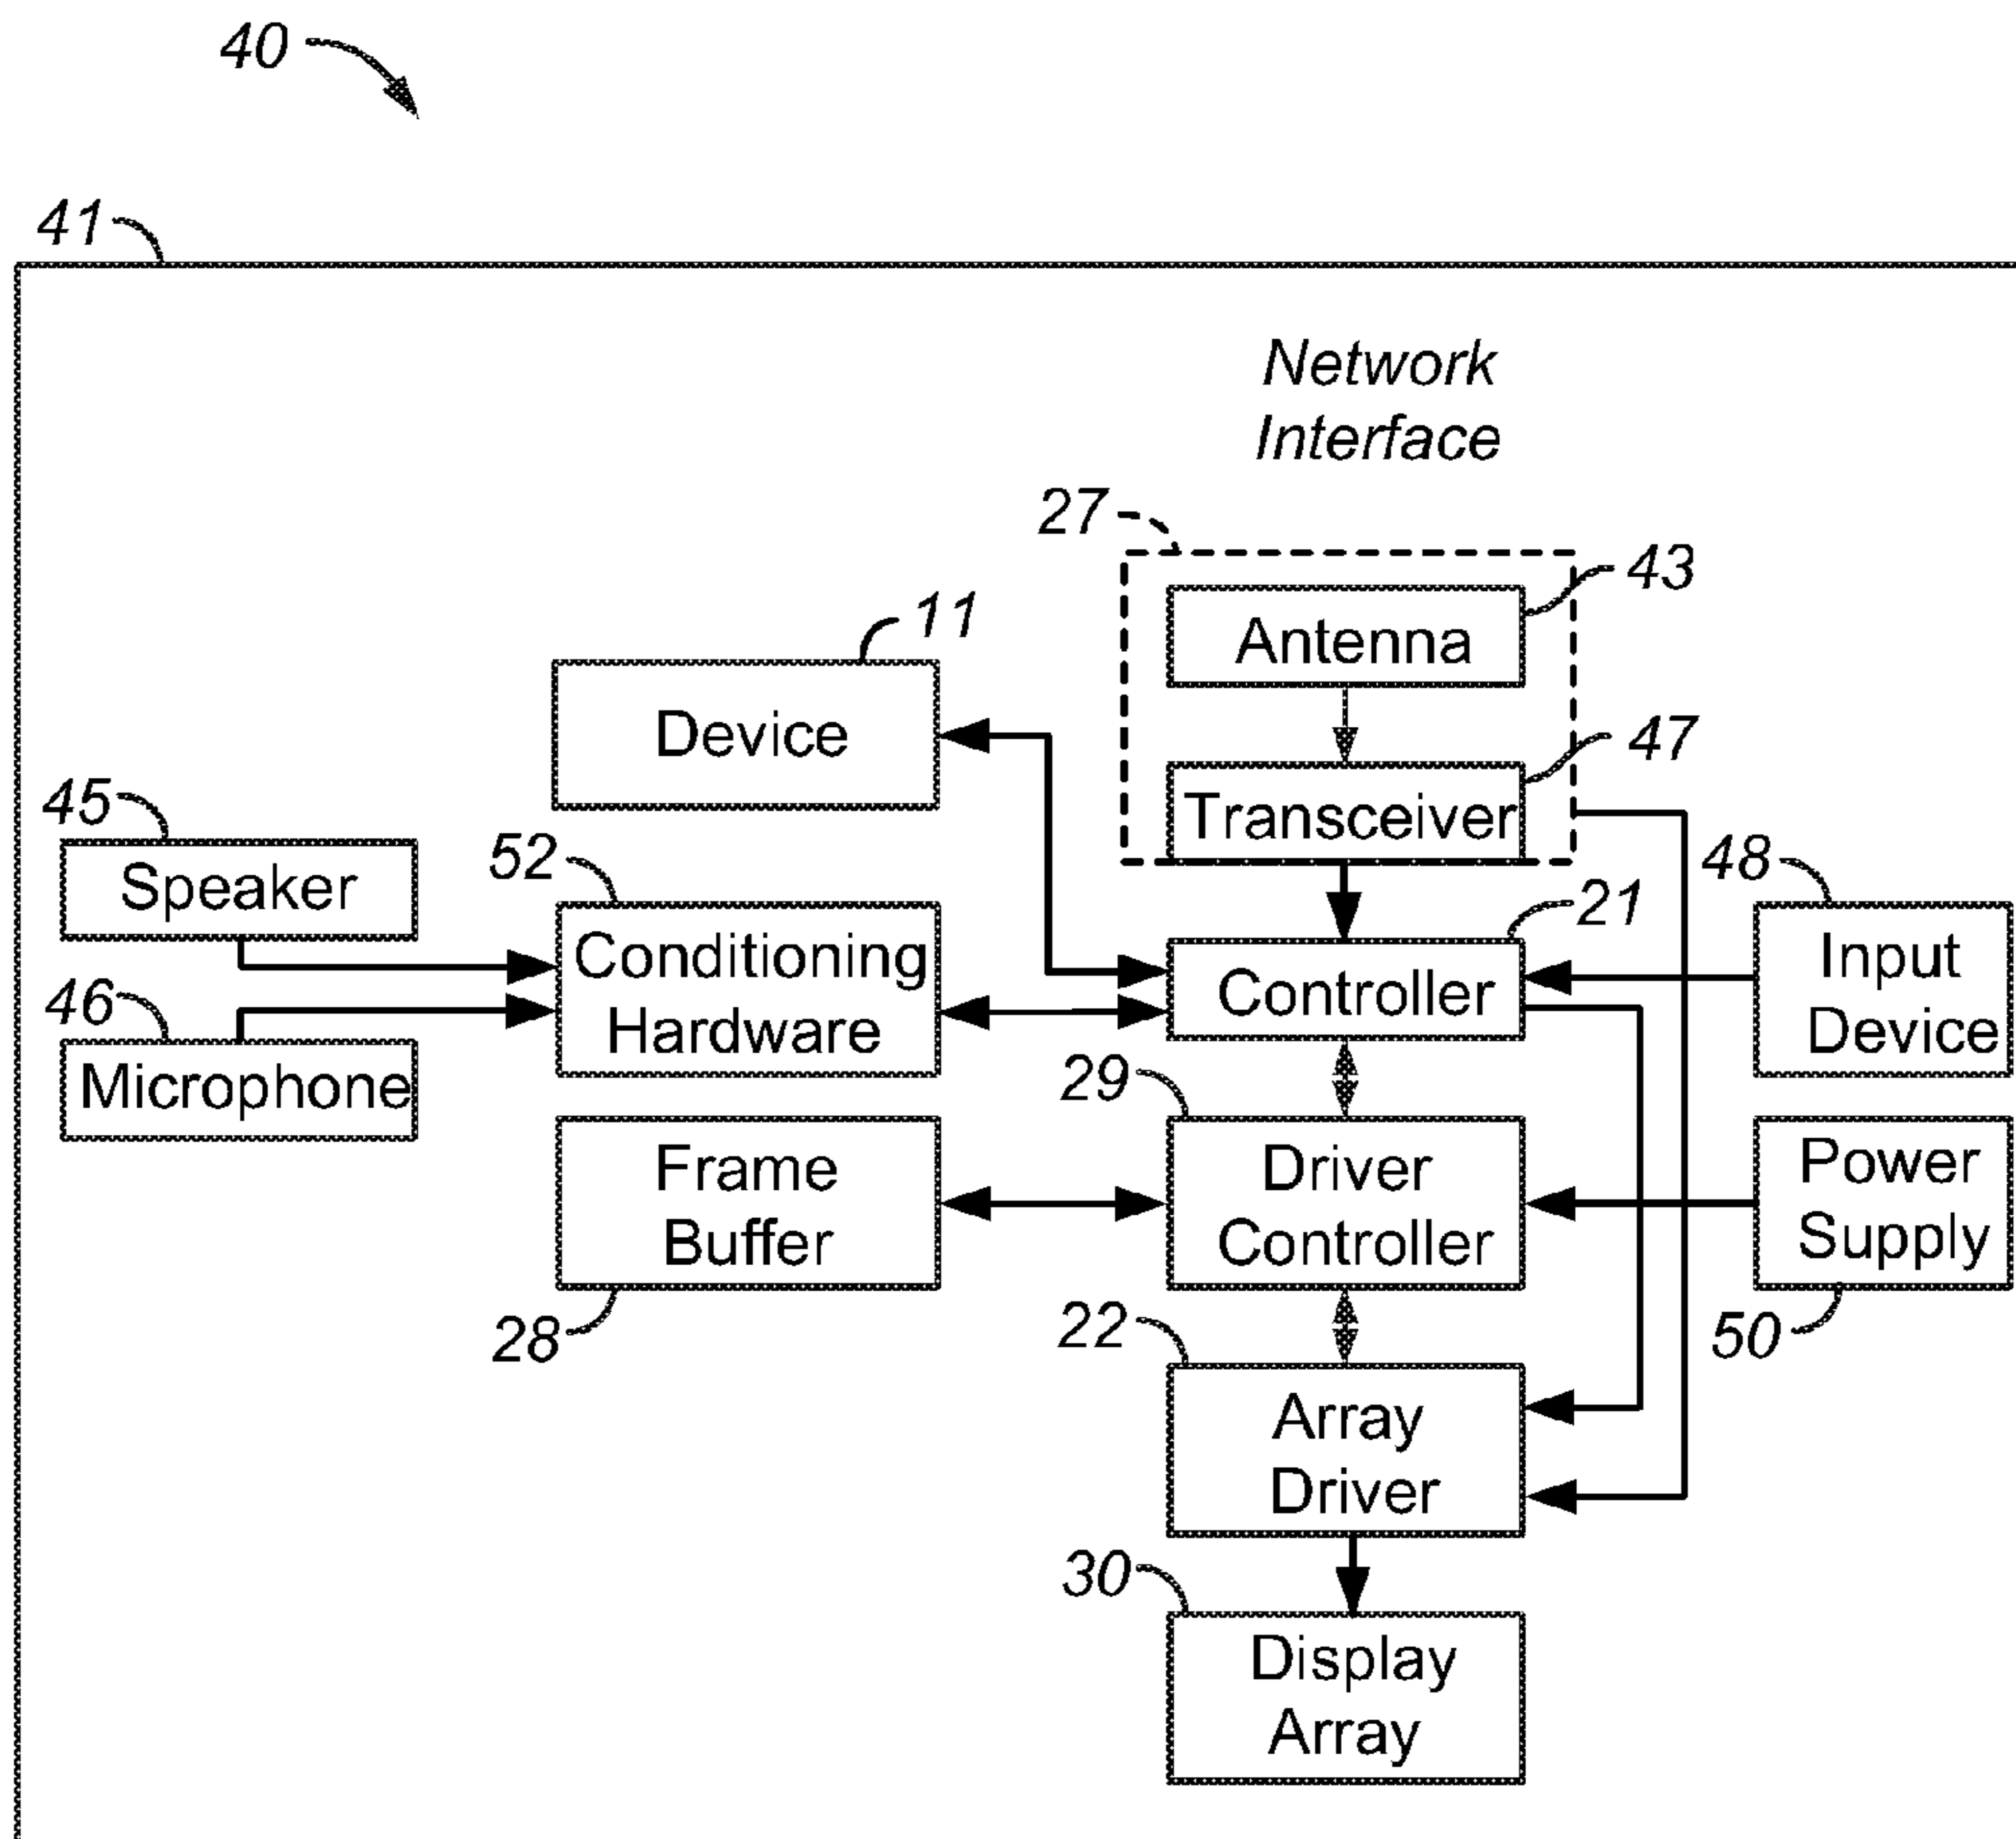 40
41
Network
Interface
27
43
Antenna
11
Device
47
Transceiver
45
Speaker
52
Conditioning
Hardware
21
Controller
48
Input
Device
46
Microphone
29
Driver
Controller
Frame
Buffer
28
Power
Supply
50
22
Array
Driver
30
Display
Array